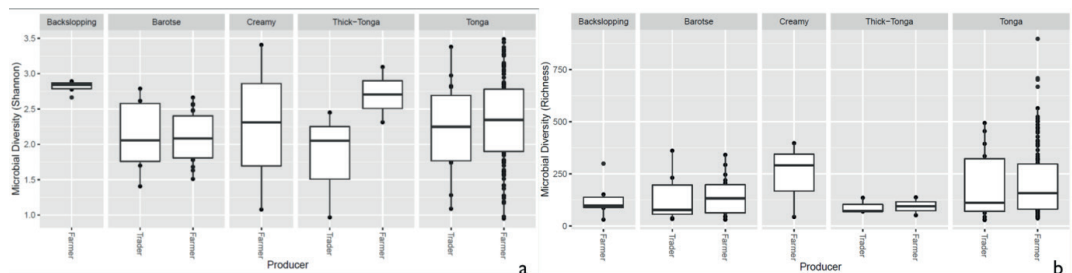 Backslopping Barotse Creamy Thick-Tonga Tonga
Microbial Diversity (Shannon)
3.5
3.0
2.5
2.0
1.5
1.0
Farmer Trader Farmer Farmer Trader Farmer Trader Farmer
Producer
a
Backslopping Barotse Creamy Thick-Tonga Tonga
Microbial Diversity (Richness)
750
500
250
0
Farmer Trader Farmer Farmer Trader Farmer Trader Farmer
Producer
b